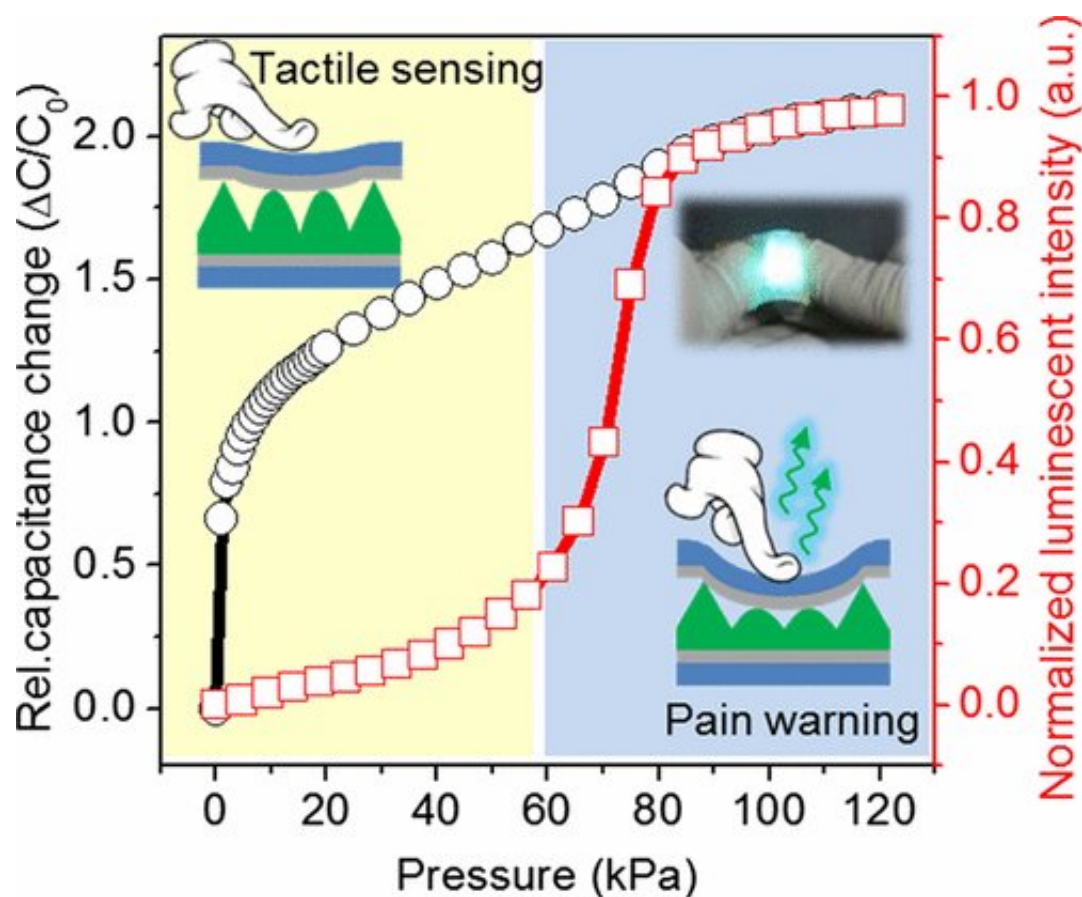 Tactile sensing
Rel.capacitance change (ΔC/C₀)
2.0
1.5
1.0
0.5
0.0
1.0
0.8
0.6
0.4
0.2
0.0
Normalized luminescent intensity (a.u.)
Pain warning
0 20 40 60 80 100 120
Pressure (kPa)